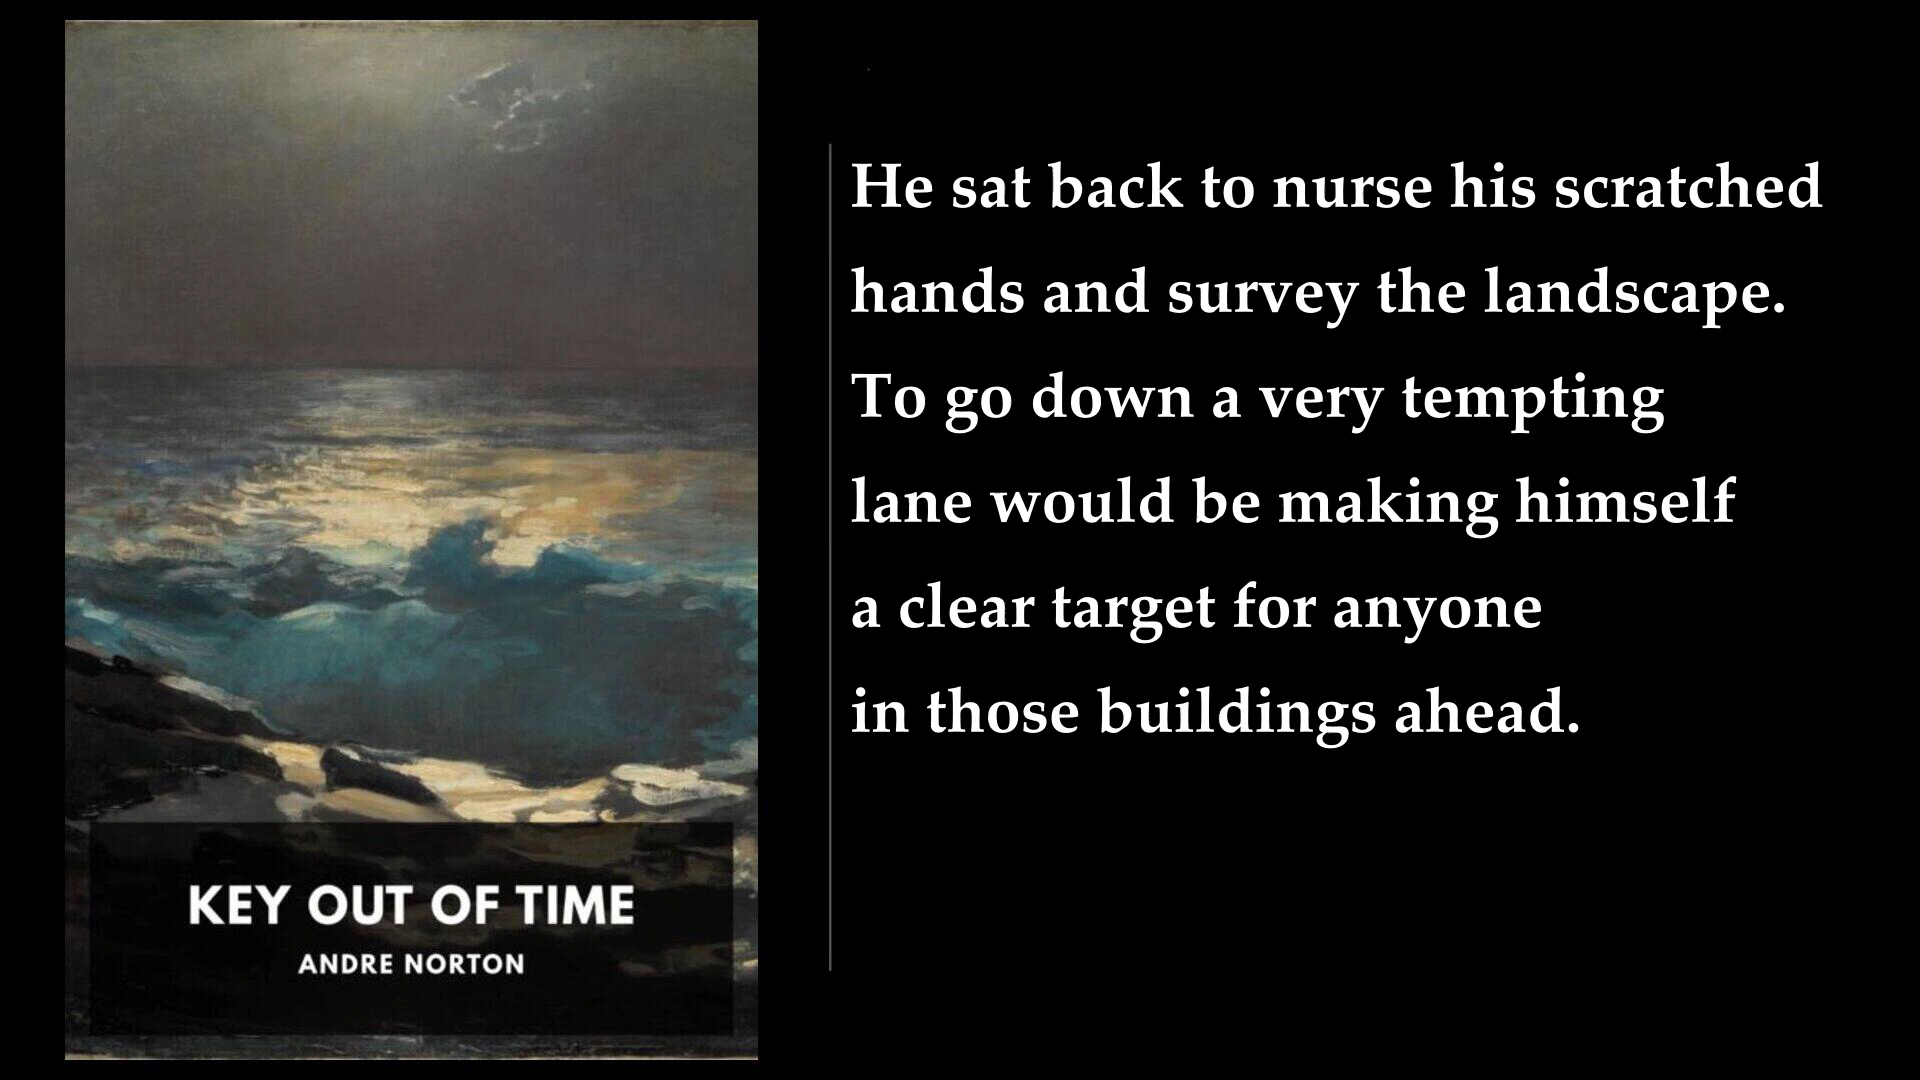 He sat back to nurse his scratched
hands and survey the landscape.
To go down a very tempting
lane would be making himself
a clear target for anyone
in those buildings ahead.
KEY OUT OF TIME
ANDRE NORTON